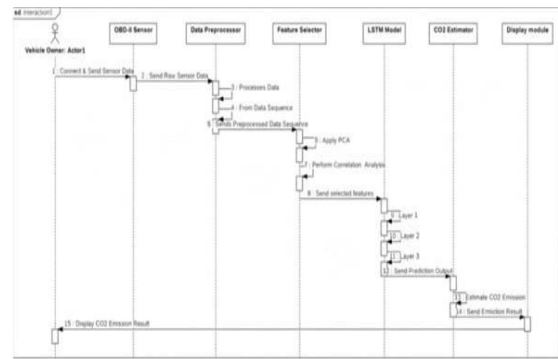 sd interaction1
OBD-II Sensor
Data Preprocessor
Feature Selector
LSTM Model
CO2 Estimator
Display module
Vehicle Owner: Actor1
1 : Connect & Send Sensor Data
2 : Send Raw Sensor Data
3 : Processes Data
4 : From Data Sequence
5 : Sends Preprocessed Data Sequence
6 : Apply PCA
7 : Perform Correlation Analysis
8 : Send selected features
9 : Layer 1
10 : Layer 2
11 : Layer 3
12 : Send Prediction Output
13 : Estimate CO2 Emission
14 : Send Emiction Result
15 : Display CO2 Emission Result